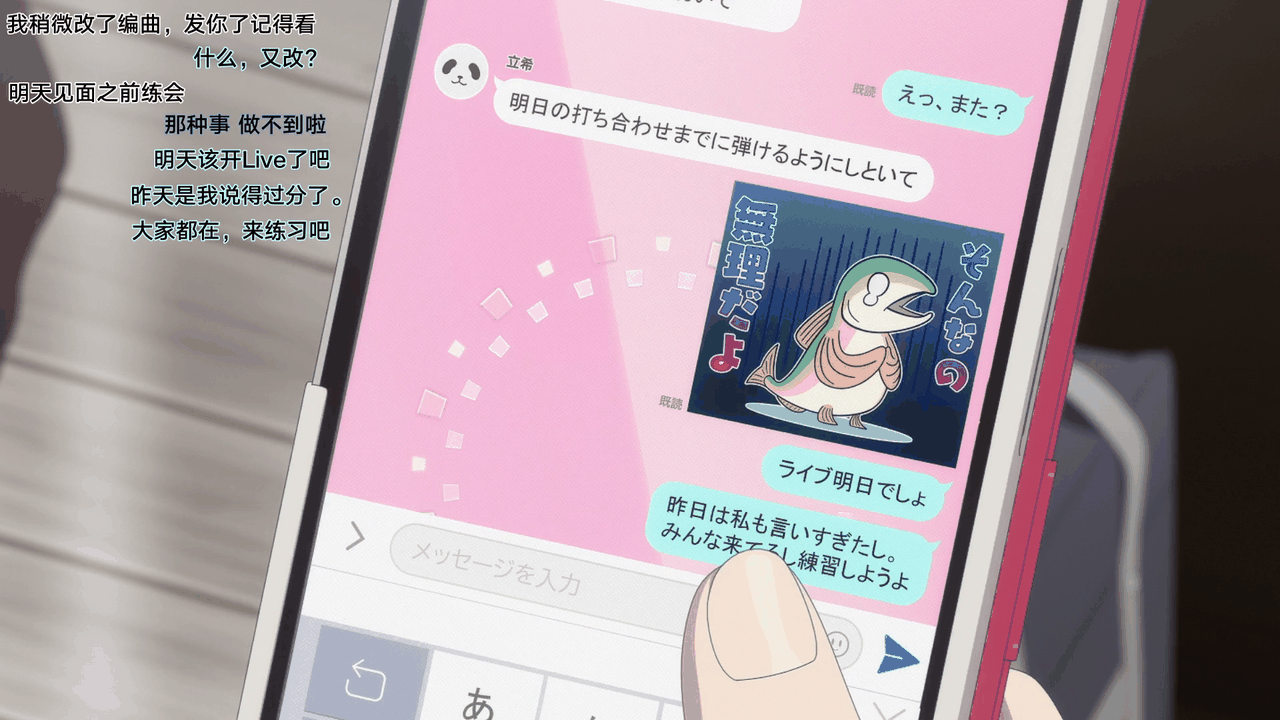 我稍微改了编曲，发你了记得看
什么，又改？
明天见面之前练会
那种事 做不到啦
明天该开Live了吧
昨天是我说得过分了。
大家都在，来练习吧
立希
既読
えっ、また？
明日の打ち合わせまでに弾けるようにしといて
そんなの
無理だよ
既読
ライブ明日でしょ
昨日は私も言いすぎたし。
みんな来てるし練習しようよ
メッセージを入力
あ